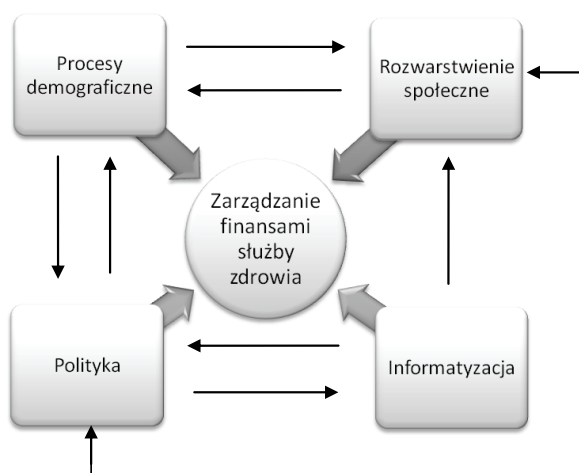 Procesy
demograficzne
Rozwarstwienie
społeczne
Zarządzanie
finansami
służby
zdrowia
Polityka
Informatyzacja